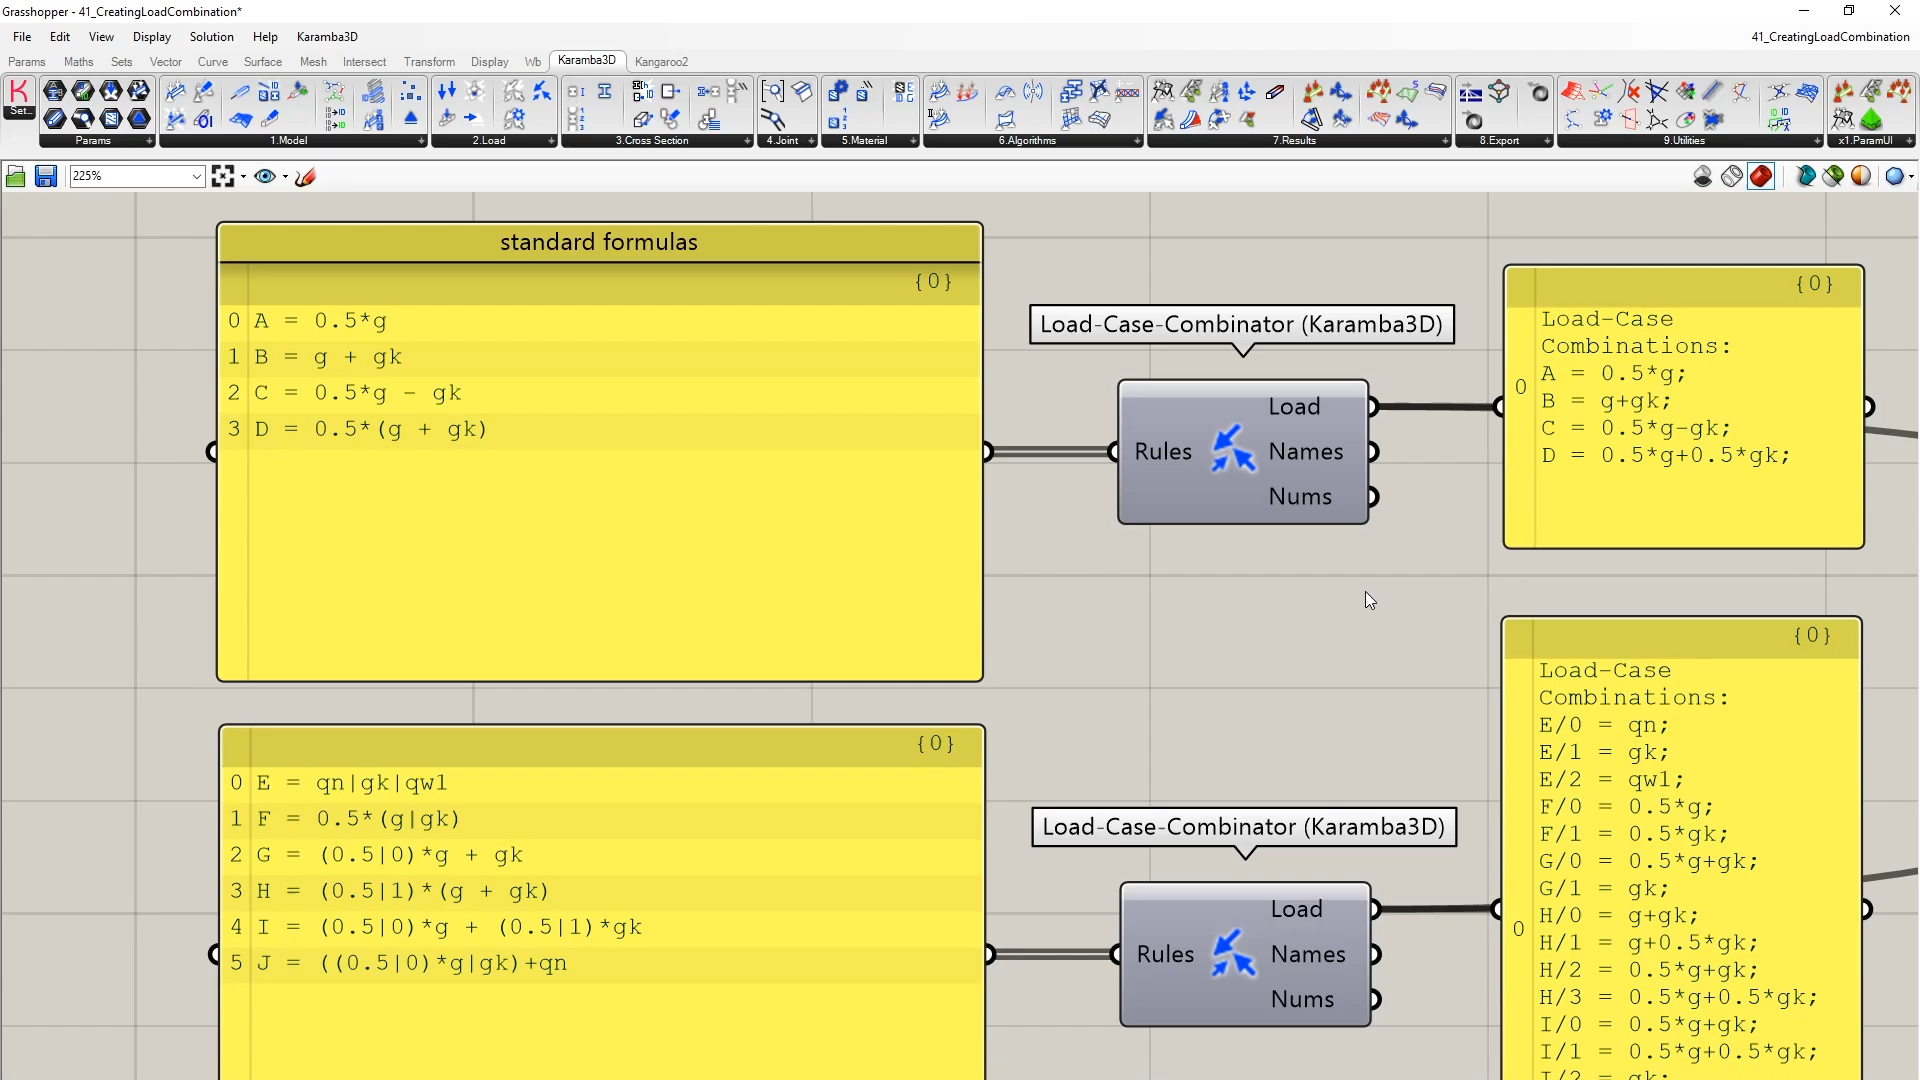 Grasshopper - 41_CreatingLoadCombination*
File Edit View Display Solution Help Karamba3D
41_CreatingLoadCombination
Params Maths Sets Vector Curve Surface Mesh Intersect Transform Display Wb Karamba3D Kangaroo2
Set..
Params 1.Model 2.Load 3.Cross Section 4.Joint 5.Material 6.Algorithms 7.Results 8.Export 9.Utilities x1.ParamUI
225%
standard formulas
{0}
0 A = 0.5*g
1 B = g + gk
2 C = 0.5*g - gk
3 D = 0.5*(g + gk)
Load-Case-Combinator (Karamba3D)
Rules
Load
Names
Nums
{0}
0
Load-Case
Combinations:
A = 0.5*g;
B = g+gk;
C = 0.5*g-gk;
D = 0.5*g+0.5*gk;
{0}
0 E = qn|gk|qw1
1 F = 0.5*(g|gk)
2 G = (0.5|0)*g + gk
3 H = (0.5|1)*(g + gk)
4 I = (0.5|0)*g + (0.5|1)*gk
5 J = ((0.5|0)*g|gk)+qn
Load-Case-Combinator (Karamba3D)
Rules
Load
Names
Nums
{0}
0
Load-Case
Combinations:
E/0 = qn;
E/1 = gk;
E/2 = qw1;
F/0 = 0.5*g;
F/1 = 0.5*gk;
G/0 = 0.5*g+gk;
G/1 = gk;
H/0 = g+gk;
H/1 = g+0.5*gk;
H/2 = 0.5*g+gk;
H/3 = 0.5*g+0.5*gk;
I/0 = 0.5*g+gk;
I/1 = 0.5*g+0.5*gk;
I/2 = gk;